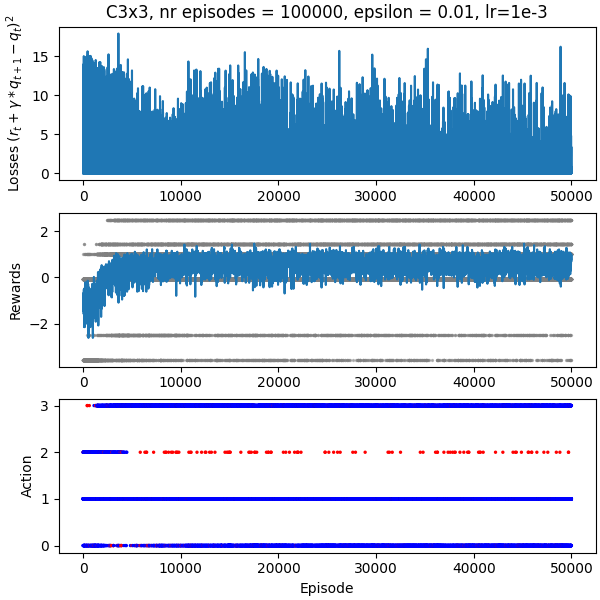 C3x3, nr episodes = 100000, epsilon = 0.01, lr=1e-3
Losses $(r_t + \gamma * q_{t+1} - q_t)^2$
15
10
5
0
0 10000 20000 30000 40000 50000
Rewards
2
0
−2
0 10000 20000 30000 40000 50000
Action
3
2
1
0
0 10000 20000 30000 40000 50000
Episode